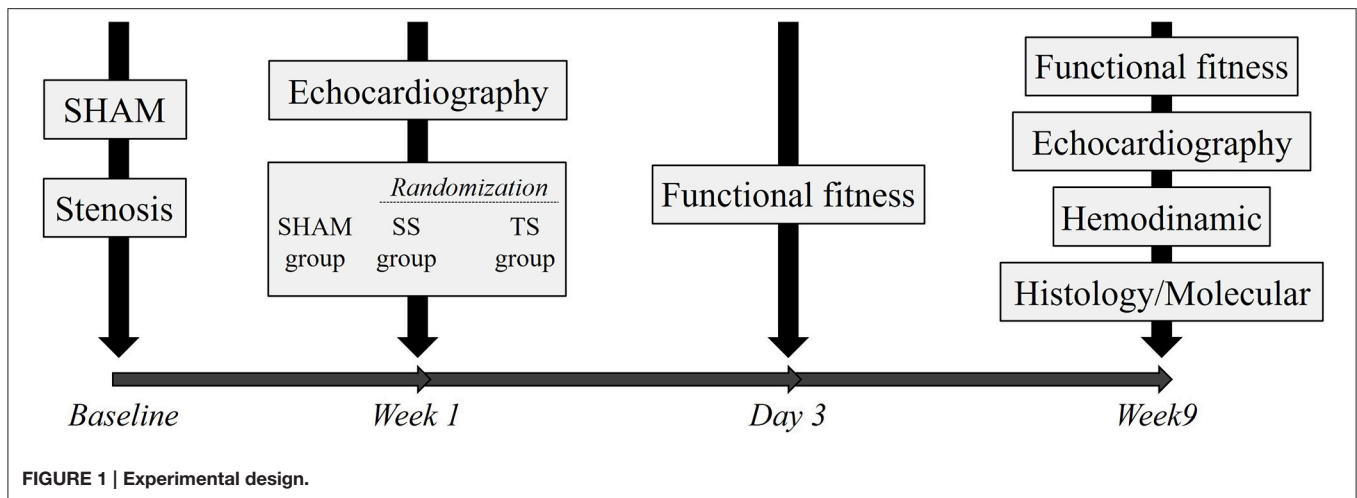 SHAM
Stenosis
Echocardiography
Randomization
SHAM SS TS
group group group
Functional fitness
Functional fitness
Echocardiography
Hemodinamic
Histology/Molecular
Baseline Week 1 Day 3 Week9
FIGURE 1 | Experimental design.